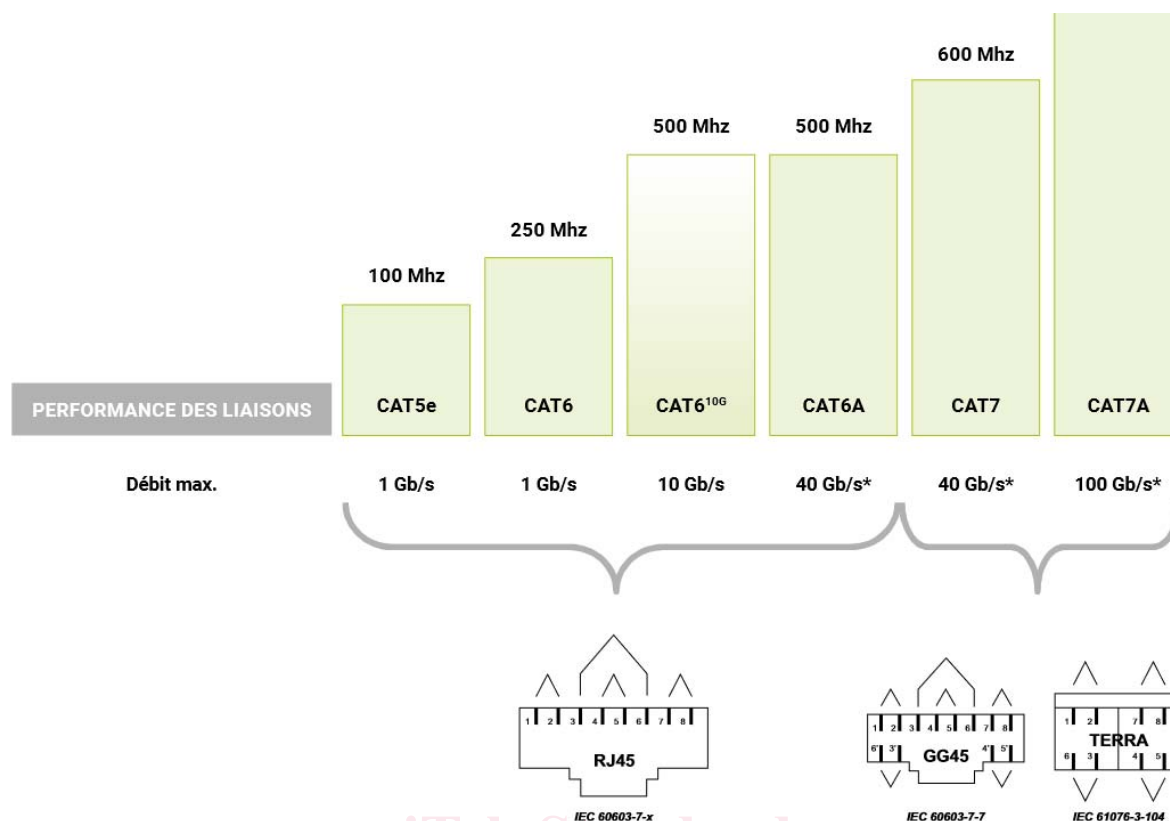 600 Mhz
500 Mhz 500 Mhz
250 Mhz
100 Mhz
PERFORMANCE DES LIAISONS CAT5e CAT6 CAT6¹⁰ᴳ CAT6A CAT7 CAT7A
Débit max. 1 Gb/s 1 Gb/s 10 Gb/s 40 Gb/s* 40 Gb/s* 100 Gb/s*
1 2 3 4 5 6 7 8
RJ45
IEC 60603-7-x
1 2 3 4 5 6 7 8
6' 3' 4' 5'
GG45
IEC 60603-7-7
1 2 7 8
TERRA
6 3 4 5
IEC 61076-3-104